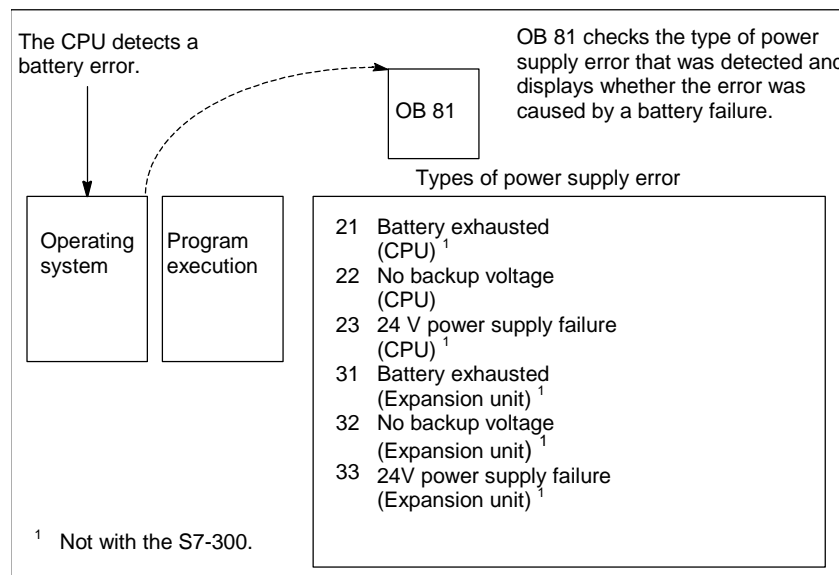 The CPU detects a
battery error.
OB 81 checks the type of power
supply error that was detected and
displays whether the error was
caused by a battery failure.
OB 81
Types of power supply error
Operating
system
Program
execution
21 Battery exhausted
(CPU) 1
22 No backup voltage
(CPU)
23 24 V power supply failure
(CPU) 1
31 Battery exhausted
(Expansion unit) 1
32 No backup voltage
(Expansion unit) 1
33 24V power supply failure
(Expansion unit) 1
1 Not with the S7-300.